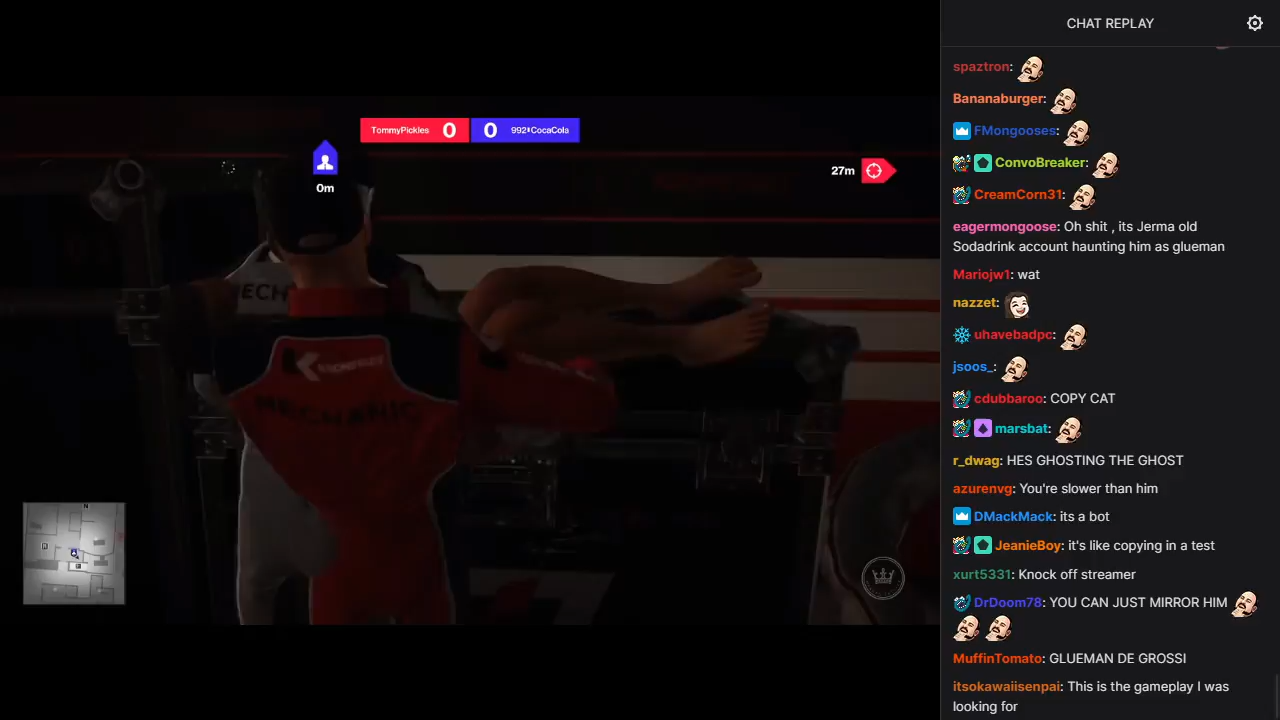 CHAT REPLAY
TommyPickles 0
0 992*CocaCola
0m
27m
ECH
MECHANIC
N
spaztron:
Bananaburger:
FMongooses:
ConvoBreaker:
CreamCorn31:
eagermongoose: Oh shit , its Jerma old
Sodadrink account haunting him as glueman
Mariojw1: wat
nazzet:
uhavebadpc:
jsoos_:
cdubbaroo: COPY CAT
marsbat:
r_dwag: HES GHOSTING THE GHOST
azurenvg: You're slower than him
DMackMack: its a bot
JeanieBoy: it's like copying in a test
xurt5331: Knock off streamer
DrDoom78: YOU CAN JUST MIRROR HIM
MuffinTomato: GLUEMAN DE GROSSI
itsokawaiisenpai: This is the gameplay I was
looking for